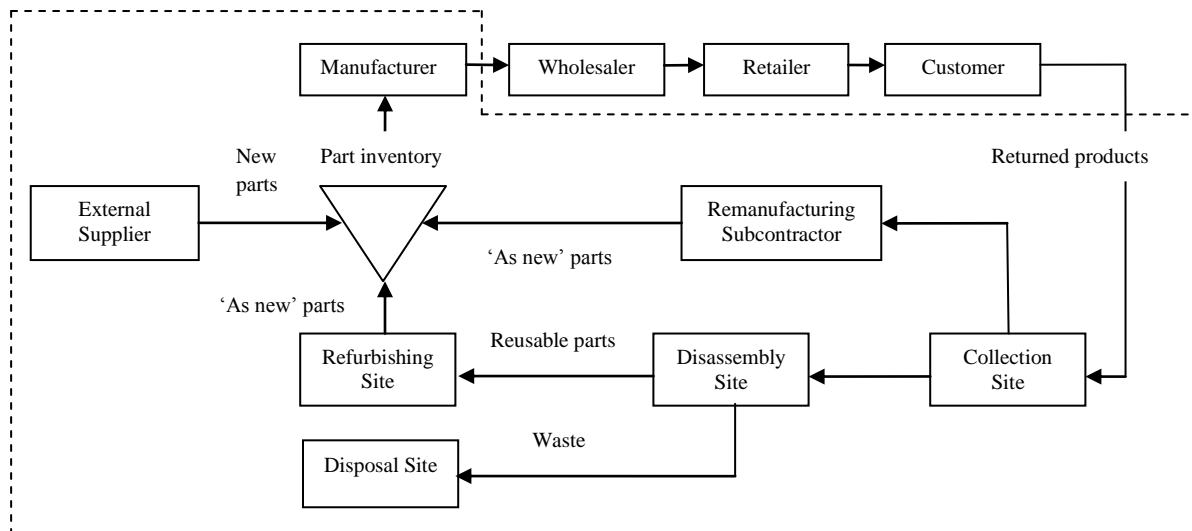 Manufacturer
Wholesaler
Retailer
Customer
New
parts
Part inventory
Returned products
External
Supplier
Remanufacturing
Subcontractor
‘As new’ parts
‘As new’ parts
Refurbishing
Site
Reusable parts
Disassembly
Site
Collection
Site
Waste
Disposal Site